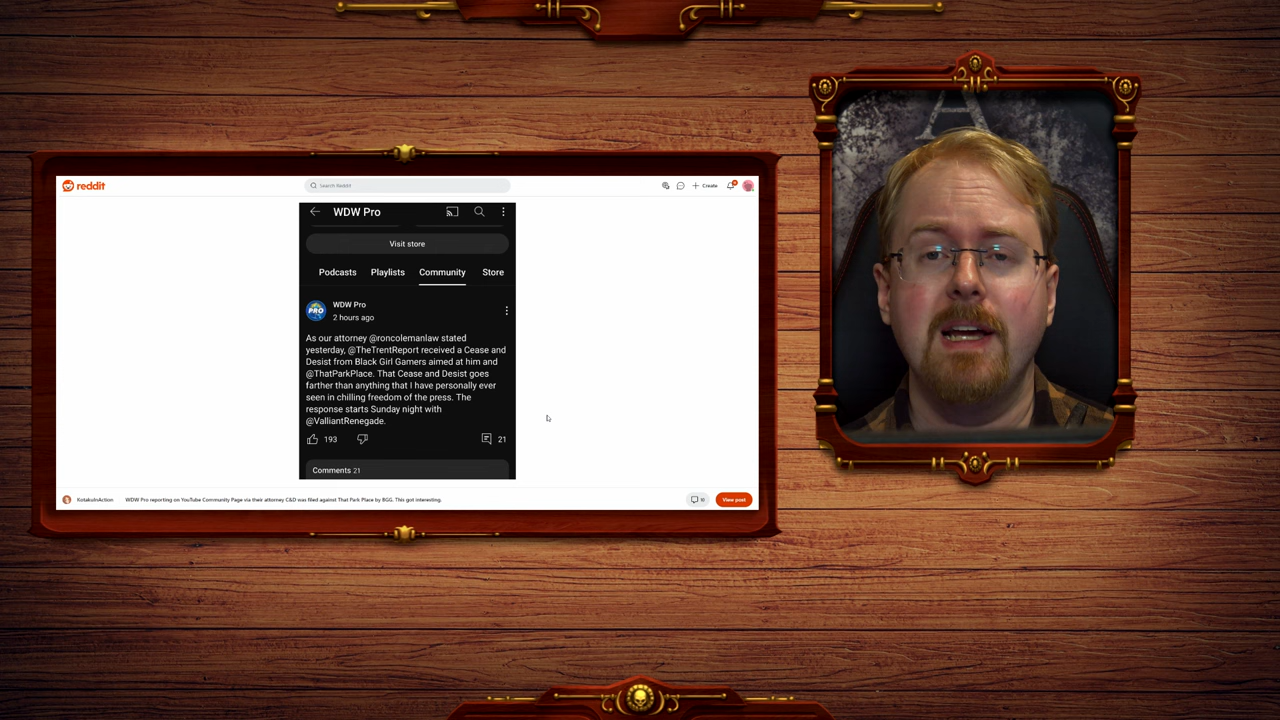 reddit
Search Reddit
Create
WDW Pro
Visit store
Podcasts Playlists Community Store
PRO
WDW Pro
2 hours ago
As our attorney @roncolemanlaw stated
yesterday, @TheTrentReport received a Cease and
Desist from Black Girl Gamers aimed at him and
@ThatParkPlace. That Cease and Desist goes
farther than anything that I have personally ever
seen in chilling freedom of the press. The
response starts Sunday night with
@ValliantRenegade.
193 21
Comments 21
KotakuInAction WDW Pro reporting on YouTube Community Page via their attorney C&D was filed against That Park Place by BGG. This got interesting.
10 View post